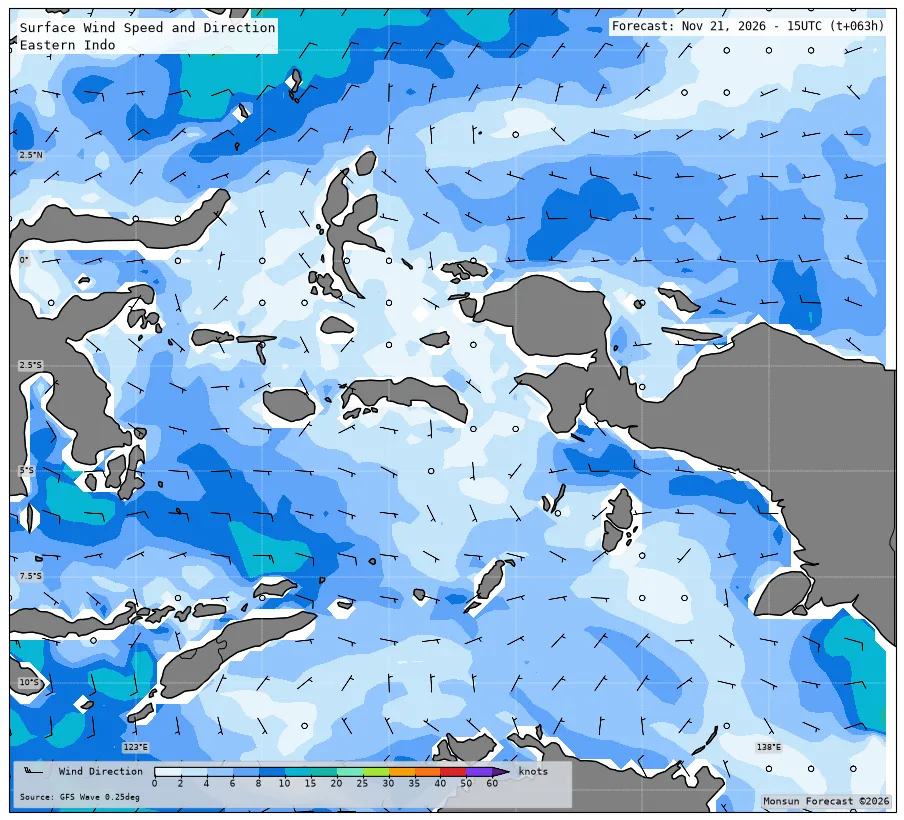 Surface Wind Speed and Direction
Eastern Indo
Forecast: Nov 21, 2026 - 15UTC (t+063h)
2.5°N
0°
2.5°S
5°S
7.5°S
10°S
123°E
138°E
Wind Direction
knots
0 2 4 6 8 10 15 20 25 30 35 40 50 60
Source: GFS Wave 0.25deg
Monsun Forecast ©2026